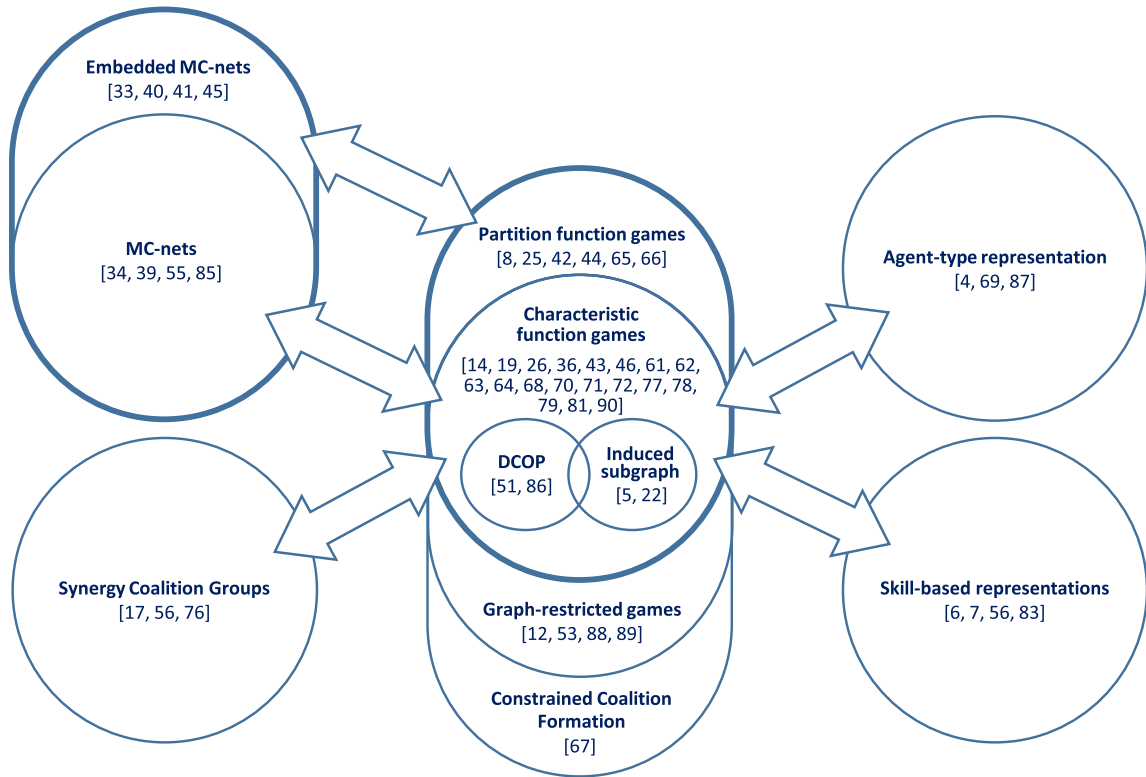 Embedded MC-nets
[33, 40, 41, 45]
MC-nets
[34, 39, 55, 85]
Partition function games
[8, 25, 42, 44, 65, 66]
Characteristic
function games
[14, 19, 26, 36, 43, 46, 61, 62,
63, 64, 68, 70, 71, 72, 77, 78,
79, 81, 90]
DCOP
[51, 86]
Induced
subgraph
[5, 22]
Agent-type representation
[4, 69, 87]
Synergy Coalition Groups
[17, 56, 76]
Graph-restricted games
[12, 53, 88, 89]
Constrained Coalition
Formation
[67]
Skill-based representations
[6, 7, 56, 83]